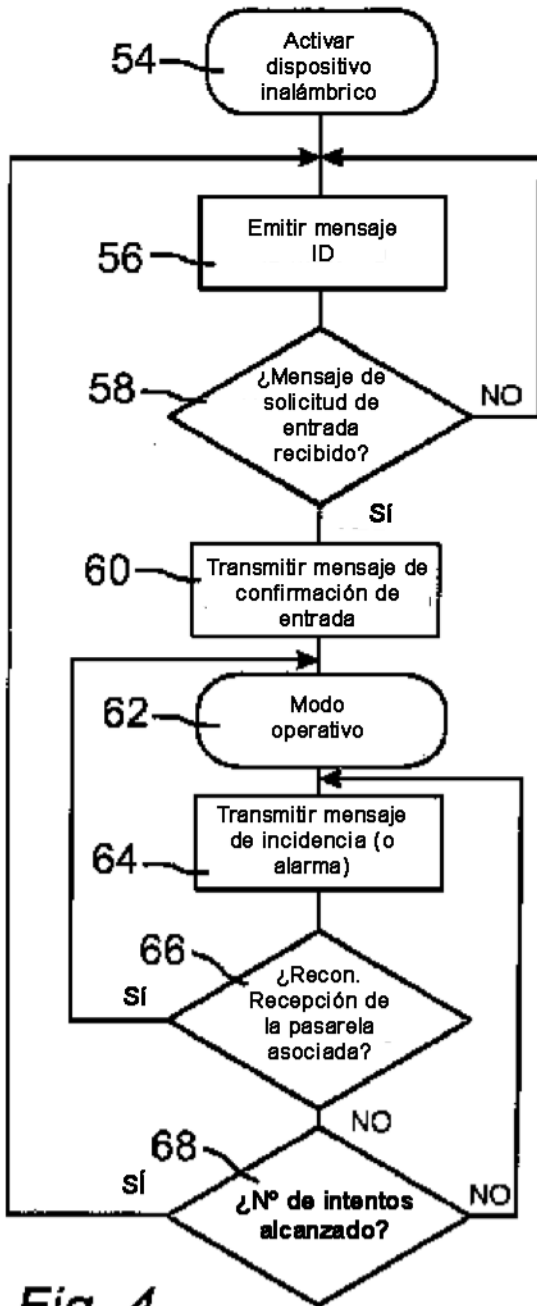 54
Activar
dispositivo
inalámbrico
56
Emitir mensaje
ID
58
¿Mensaje de
solicitud de
entrada
recibido?
NO
Sí
60
Transmitir mensaje de
confirmación de
entrada
62
Modo
operativo
64
Transmitir mensaje
de incidencia (o
alarma)
66
¿Recon.
Recepción de
la pasarela
asociada?
Sí
NO
68
¿Nº de intentos
alcanzado?
SÍ
NO
Fig. 4